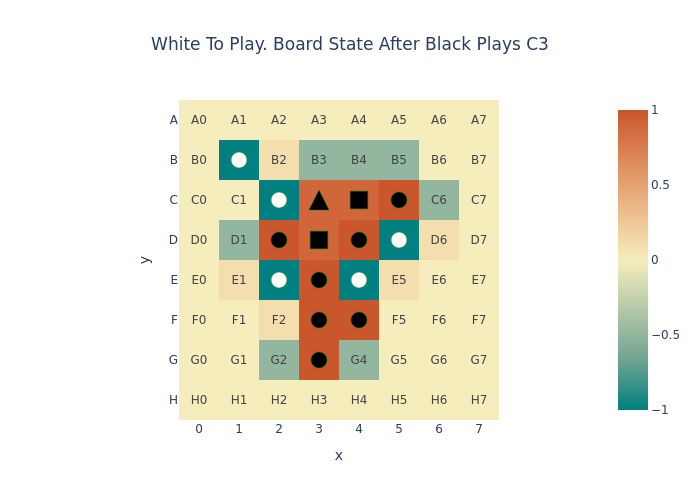 White To Play. Board State After Black Plays C3
A A0 A1 A2 A3 A4 A5 A6 A7
B B0 B2 B3 B4 B5 B6 B7
C C0 C1 C6 C7
D D0 D1 D6 D7
E E0 E1 E5 E6 E7
F F0 F1 F2 F5 F6 F7
G G0 G1 G2 G4 G5 G6 G7
H H0 H1 H2 H3 H4 H5 H6 H7
0 1 2 3 4 5 6 7
x
y
1
0.5
0
−0.5
−1